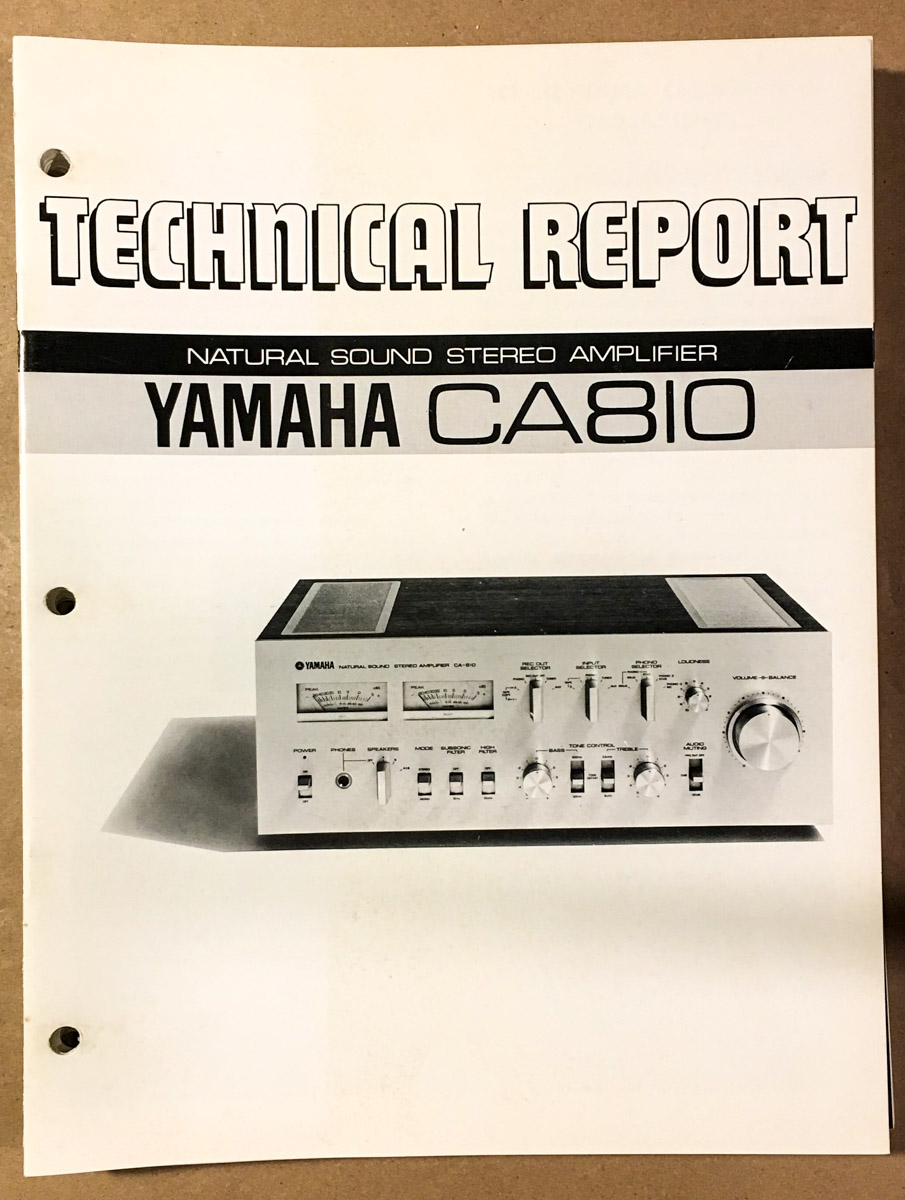 TECHNICAL REPORT
NATURAL SOUND STEREO AMPLIFIER
YAMAHA CA810
YAMAHA NATURAL SOUND STEREO AMPLIFIER CA-810
REC OUT SELECTOR
INPUT SELECTOR
PHONO SELECTOR
LOUDNESS
VOLUME BALANCE
PEAK
PEAK
POWER
PHONES
SPEAKERS
MODE
SUBSONIC FILTER
HIGH FILTER
TONE CONTROL
BASS
TREBLE
AUDIO MUTING